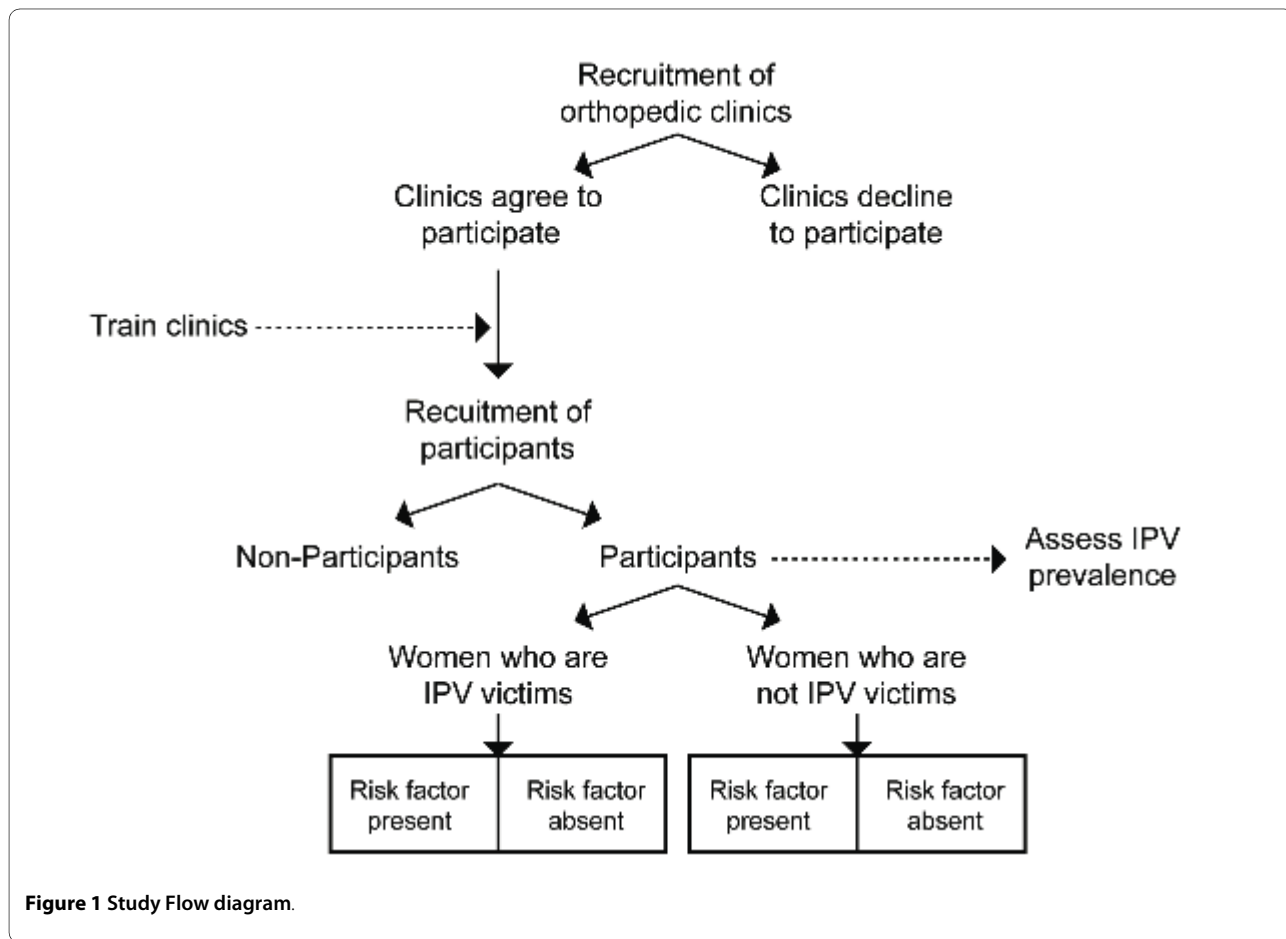 Recruitment of
orthopedic clinics
Clinics agree to
participate
Clinics decline
to participate
Train clinics
Recuitment of
participants
Non-Participants
Participants
Assess IPV
prevalence
Women who are
IPV victims
Women who are
not IPV victims
Risk factor
present
Risk factor
absent
Risk factor
present
Risk factor
absent
Figure 1 Study Flow diagram.